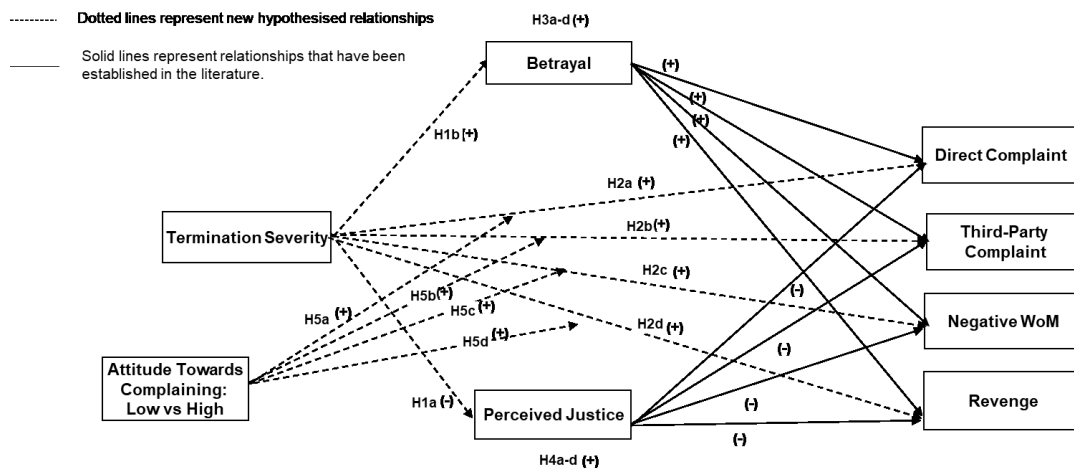 Dotted lines represent new hypothesised relationships
Solid lines represent relationships that have been
established in the literature.
H3a-d (+)
Betrayal
(+)
(+)
(+)
(+)
H1b (+)
Direct Complaint
H2a (+)
Termination Severity
H2b(+)
Third-Party
Complaint
H2c (+)
(-)
H5b(+)
H5a (+)
H5c (+)
H5d (+)
H2d (+)
Negative WoM
(-)
Attitude Towards
Complaining:
Low vs High
H1a (-)
Perceived Justice
(-)
Revenge
(-)
H4a-d (+)